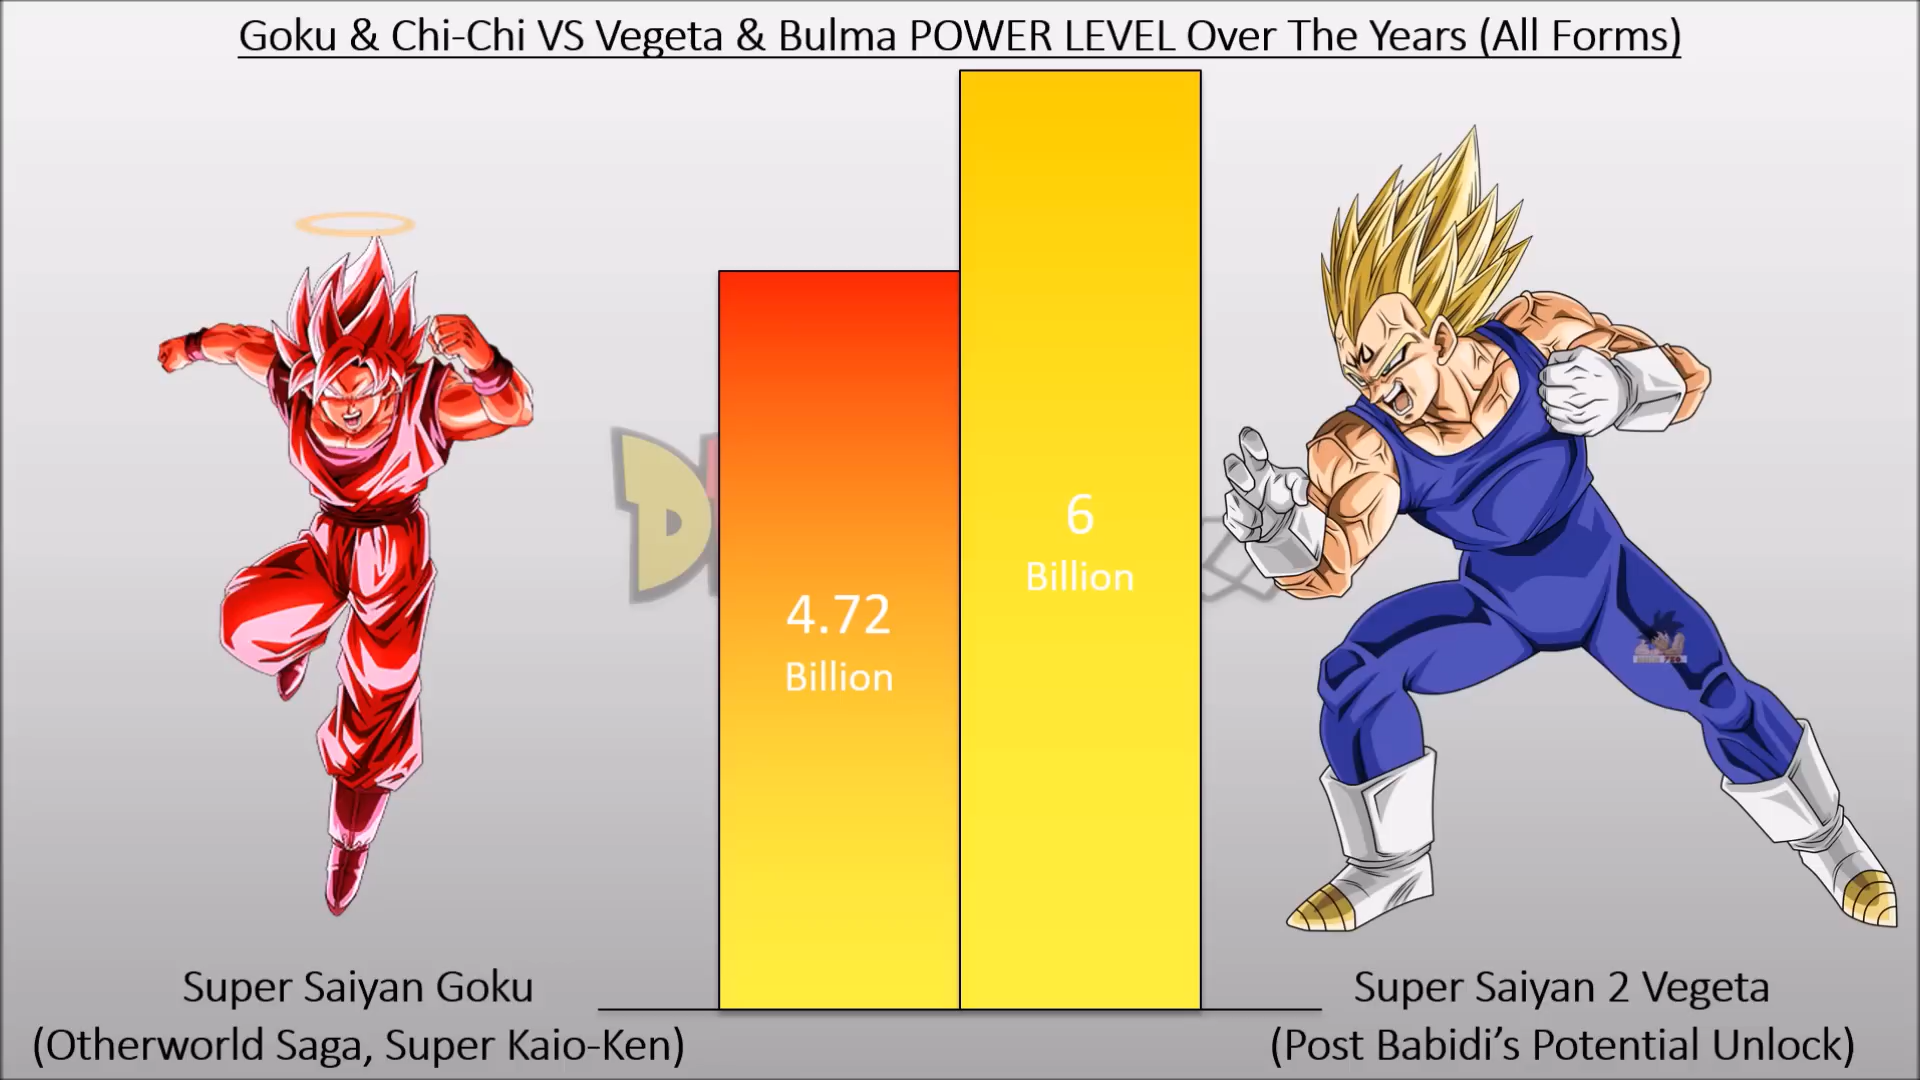 Goku & Chi-Chi VS Vegeta & Bulma POWER LEVEL Over The Years (All Forms)
D
4.72
Billion
6
Billion
Super Saiyan Goku
(Otherworld Saga, Super Kaio-Ken)
Super Saiyan 2 Vegeta
(Post Babidi’s Potential Unlock)